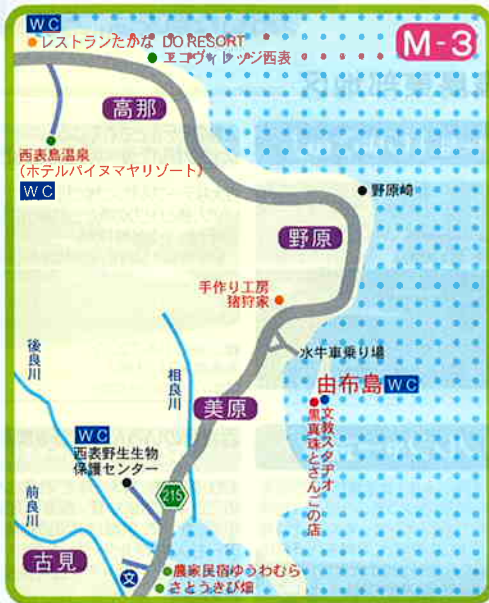 WC
M-3
レストランたかな DO RESORT
エコヴィレッジ西表
高那
西表島温泉
(ホテルパイヌマヤリゾート)
WC
野原崎
野原
手作り工房
猪狩家
水牛車乗り場
由布島 WC
文教スタヂオ
黒真珠とさんごの店
後良川
相良川
美原
WC
西表野生生物
保護センター
215
前良川
古見
文
農家民宿ゆうわむら
さとうきび畑